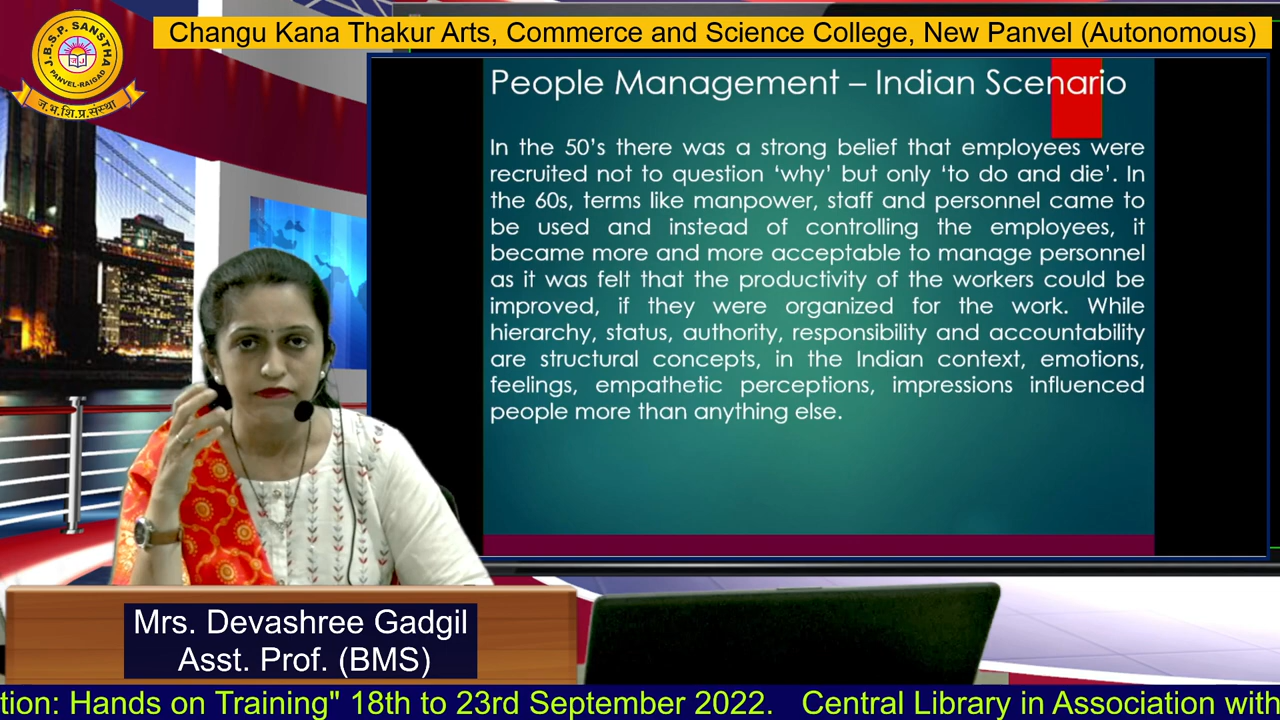 Changu Kana Thakur Arts, Commerce and Science College, New Panvel (Autonomous)
J.B.S.P. SANSTHA
PANVEL-RAIGAD
ज.भ.शि.प्र.संस्था
People Management – Indian Scenario
In the 50's there was a strong belief that employees were
recruited not to question 'why' but only 'to do and die'. In
the 60s, terms like manpower, staff and personnel came to
be used and instead of controlling the employees, it
became more and more acceptable to manage personnel
as it was felt that the productivity of the workers could be
improved, if they were organized for the work. While
hierarchy, status, authority, responsibility and accountability
are structural concepts, in the Indian context, emotions,
feelings, empathetic perceptions, impressions influenced
people more than anything else.
Mrs. Devashree Gadgil
Asst. Prof. (BMS)
tion: Hands on Training" 18th to 23rd September 2022. Central Library in Association with